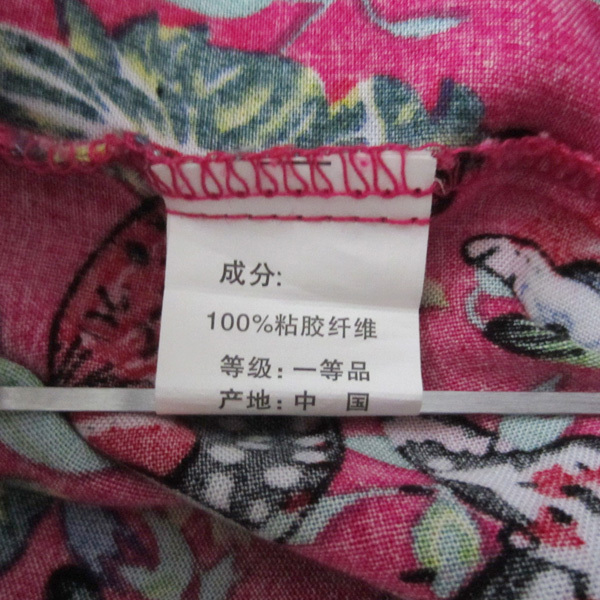 成分:
100%粘胶纤维
等级:一等品
产地:中 国